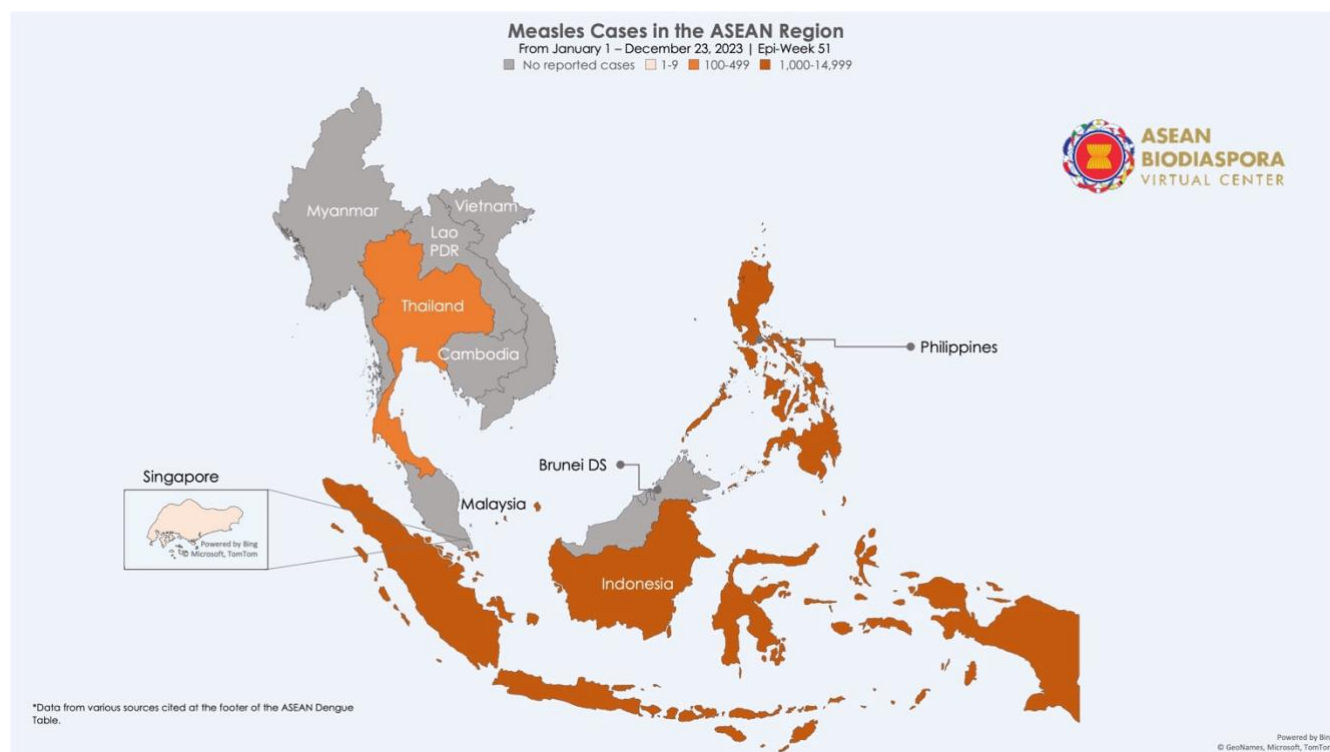 Measles Cases in the ASEAN Region
From January 1 – December 23, 2023 | Epi-Week 51
No reported cases 1-9 100-499 1,000-14,999
ASEAN
BIODIASPORA
VIRTUAL CENTER
Myanmar
Vietnam
Lao
PDR
Thailand
Cambodia
Philippines
Brunei DS
Singapore
Malaysia
Powered by Bing
© Microsoft, TomTom
Indonesia
*Data from various sources cited at the footer of the ASEAN Dengue
Table.
Powered by Bing
© GeoNames, Microsoft, TomTom